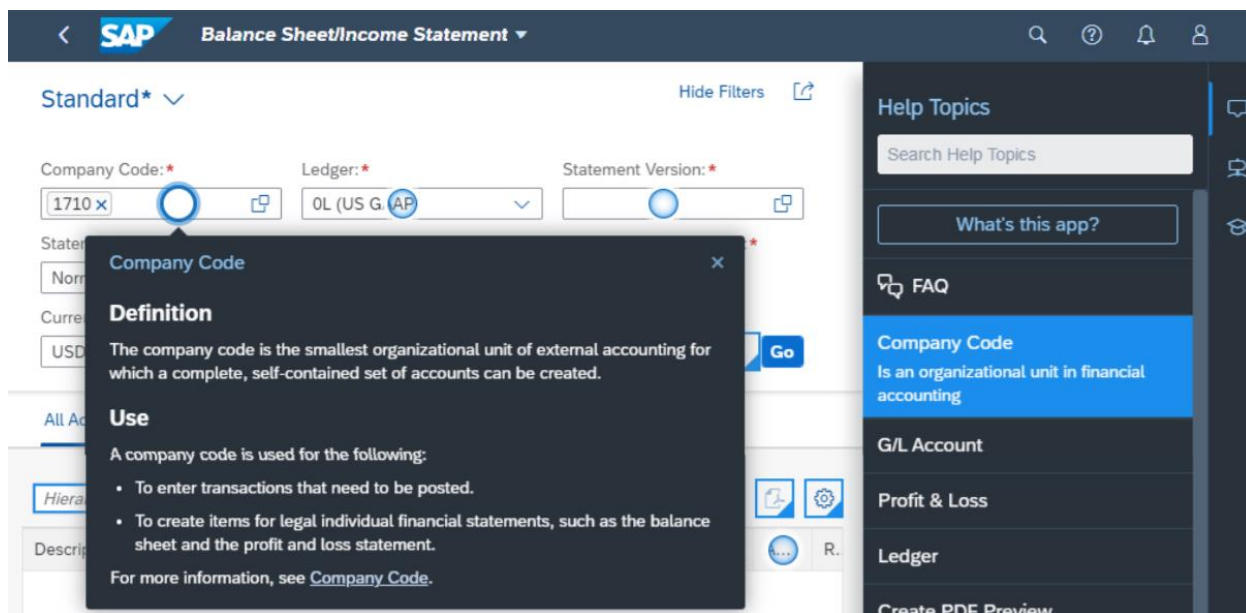 SAP Balance Sheet/Income Statement
Standard*
Hide Filters
Company Code:*
Ledger:*
Statement Version:*
1710
0L (US GAAP
*
USD
Go
Company Code
Definition
The company code is the smallest organizational unit of external accounting for
which a complete, self-contained set of accounts can be created.
Use
A company code is used for the following:
• To enter transactions that need to be posted.
• To create items for legal individual financial statements, such as the balance
sheet and the profit and loss statement.
For more information, see Company Code.
R..
Help Topics
Search Help Topics
What's this app?
FAQ
Company Code
Is an organizational unit in financial
accounting
G/L Account
Profit & Loss
Ledger
Create PDF Preview